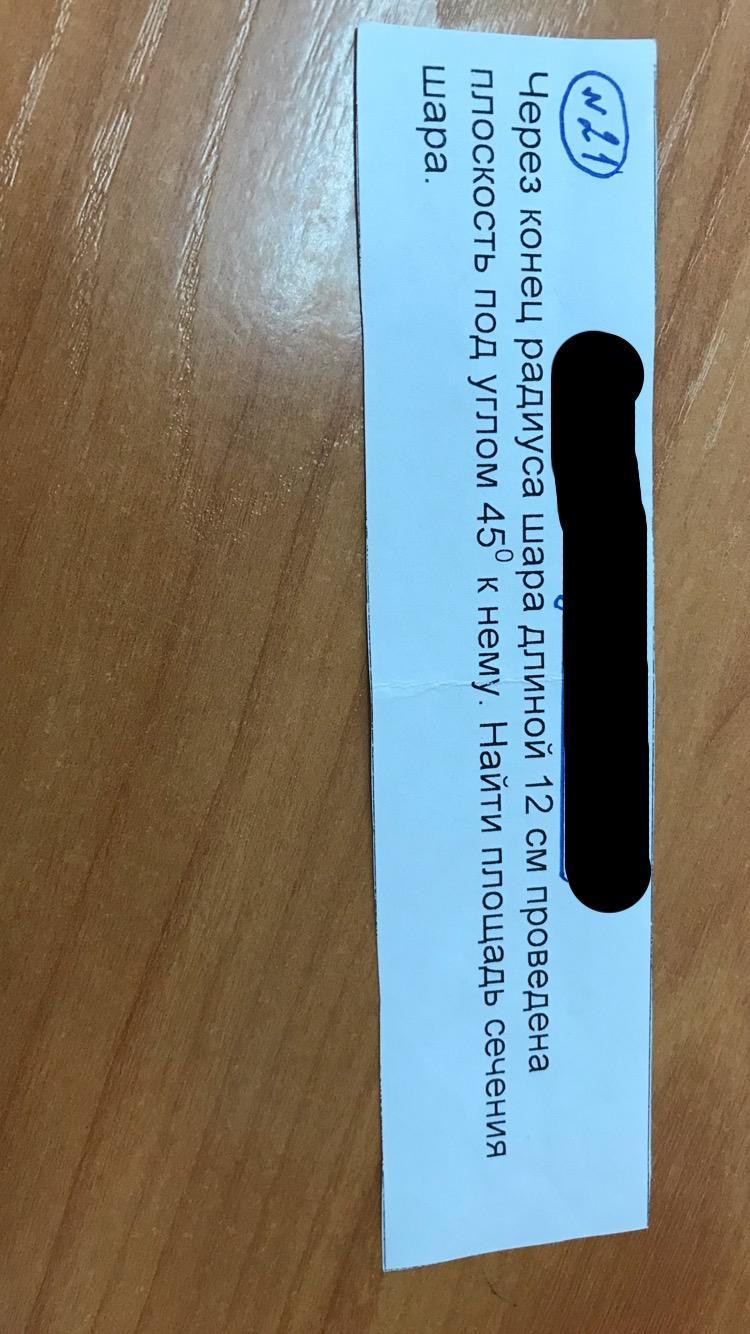 №21
Через конец радиуса шара длиной 12 см проведена
плоскость под углом 45⁰ к нему. Найти площадь сечения
шара.